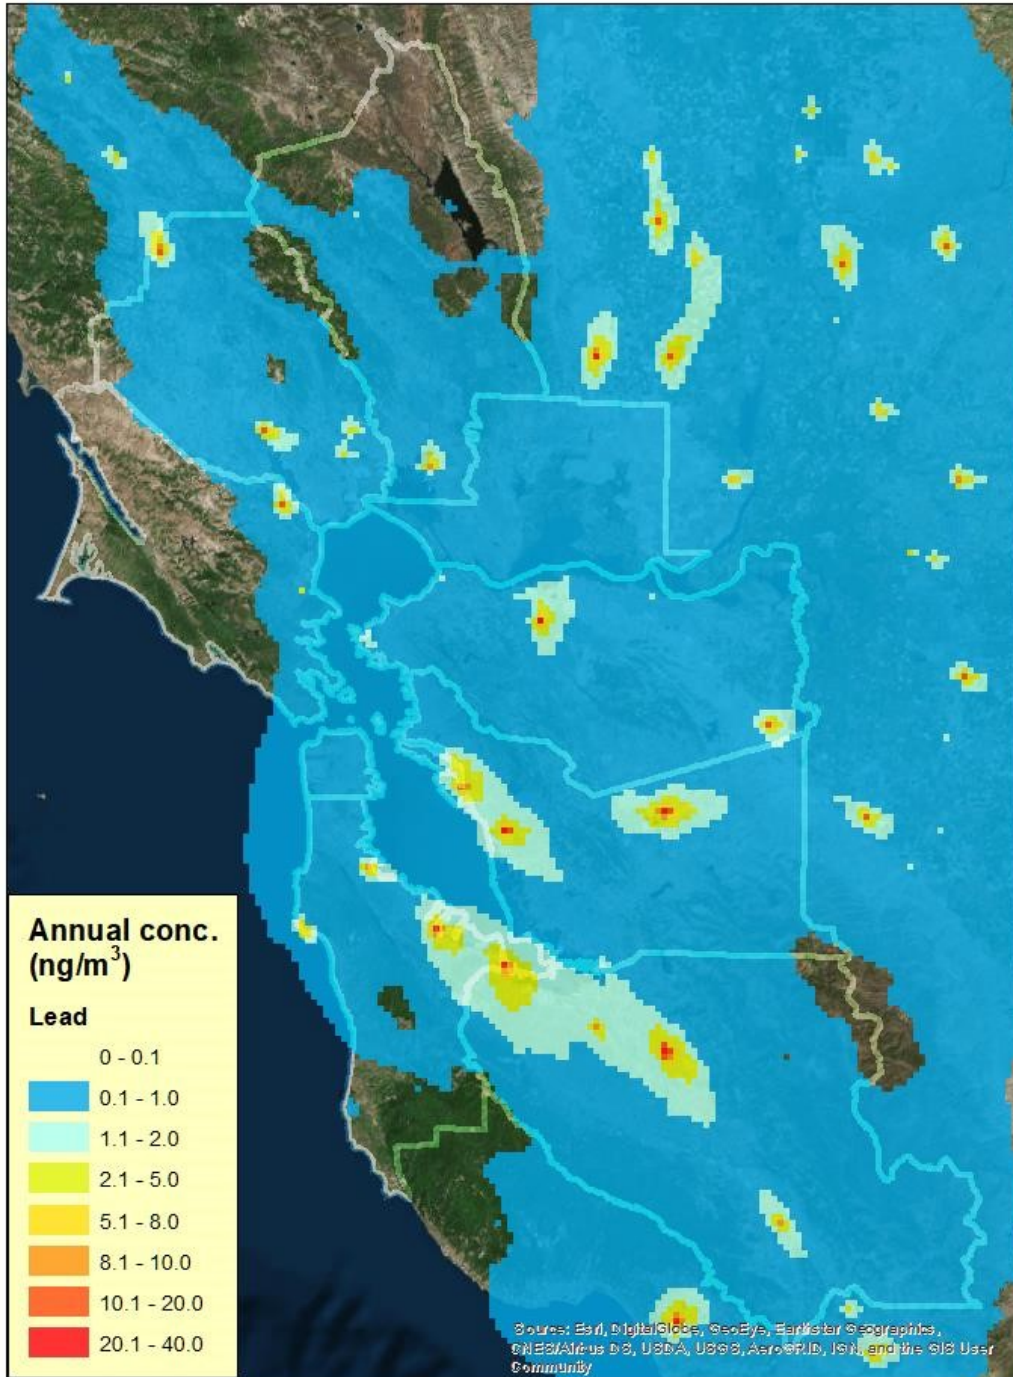 Annual conc.
(ng/m³)
Lead
0 - 0.1
0.1 - 1.0
1.1 - 2.0
2.1 - 5.0
5.1 - 8.0
8.1 - 10.0
10.1 - 20.0
20.1 - 40.0
Source: Esri, DigitalGlobe, GeoEye, Earthstar Geographics,
CNES/Airbus DS, USDA, USGS, AeroGRID, IGN, and the GIS User
Community